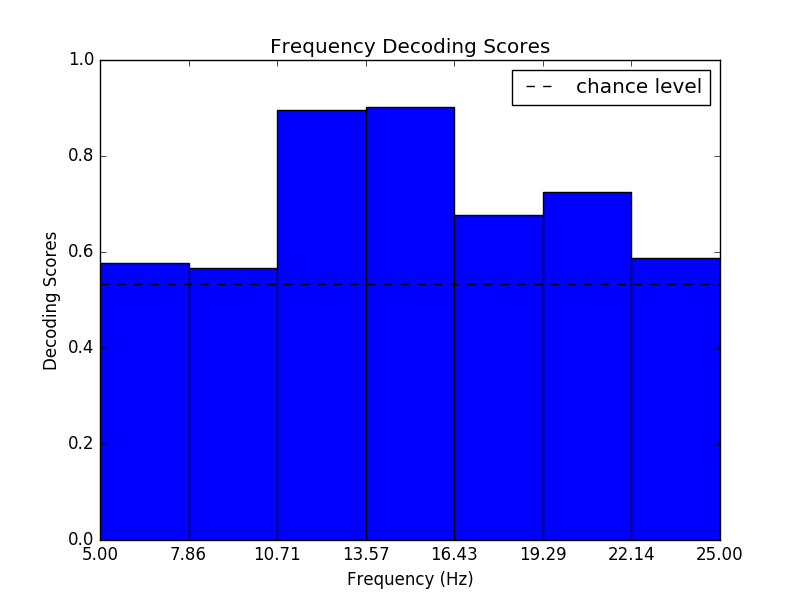 Frequency Decoding Scores
chance level
1.0
0.8
0.6
0.4
0.2
0.0
Decoding Scores
5.00 7.86 10.71 13.57 16.43 19.29 22.14 25.00
Frequency (Hz)